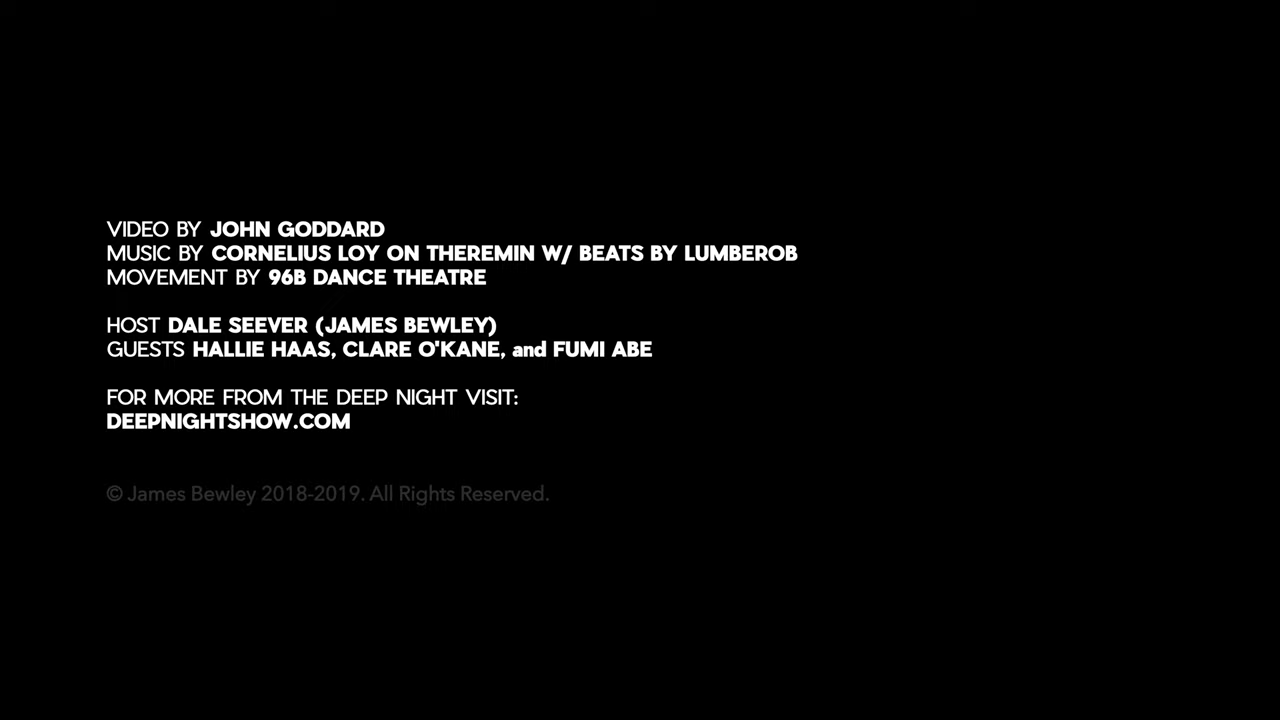 VIDEO BY JOHN GODDARD
MUSIC BY CORNELIUS LOY ON THEREMIN W/ BEATS BY LUMBEROB
MOVEMENT BY 96B DANCE THEATRE
HOST DALE SEEVER (JAMES BEWLEY)
GUESTS HALLIE HAAS, CLARE O'KANE, and FUMI ABE
FOR MORE FROM THE DEEP NIGHT VISIT:
DEEPNIGHTSHOW.COM
© James Bewley 2018-2019. All Rights Reserved.